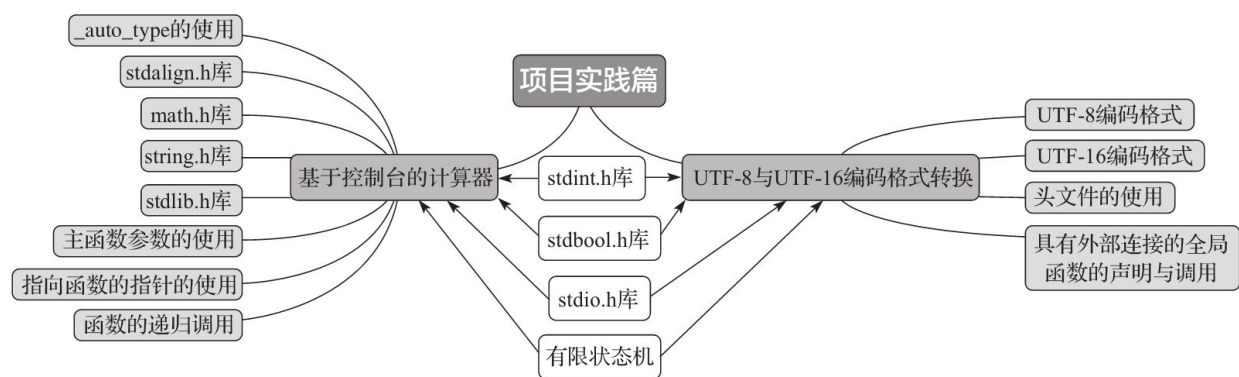 项目实践篇
_auto_type的使用
stdalign.h库
math.h库
string.h库
stdlib.h库
主函数参数的使用
指向函数的指针的使用
函数的递归调用
基于控制台的计算器
stdint.h库
stdbool.h库
stdio.h库
有限状态机
UTF-8与UTF-16编码格式转换
UTF-8编码格式
UTF-16编码格式
头文件的使用
具有外部连接的全局
函数的声明与调用